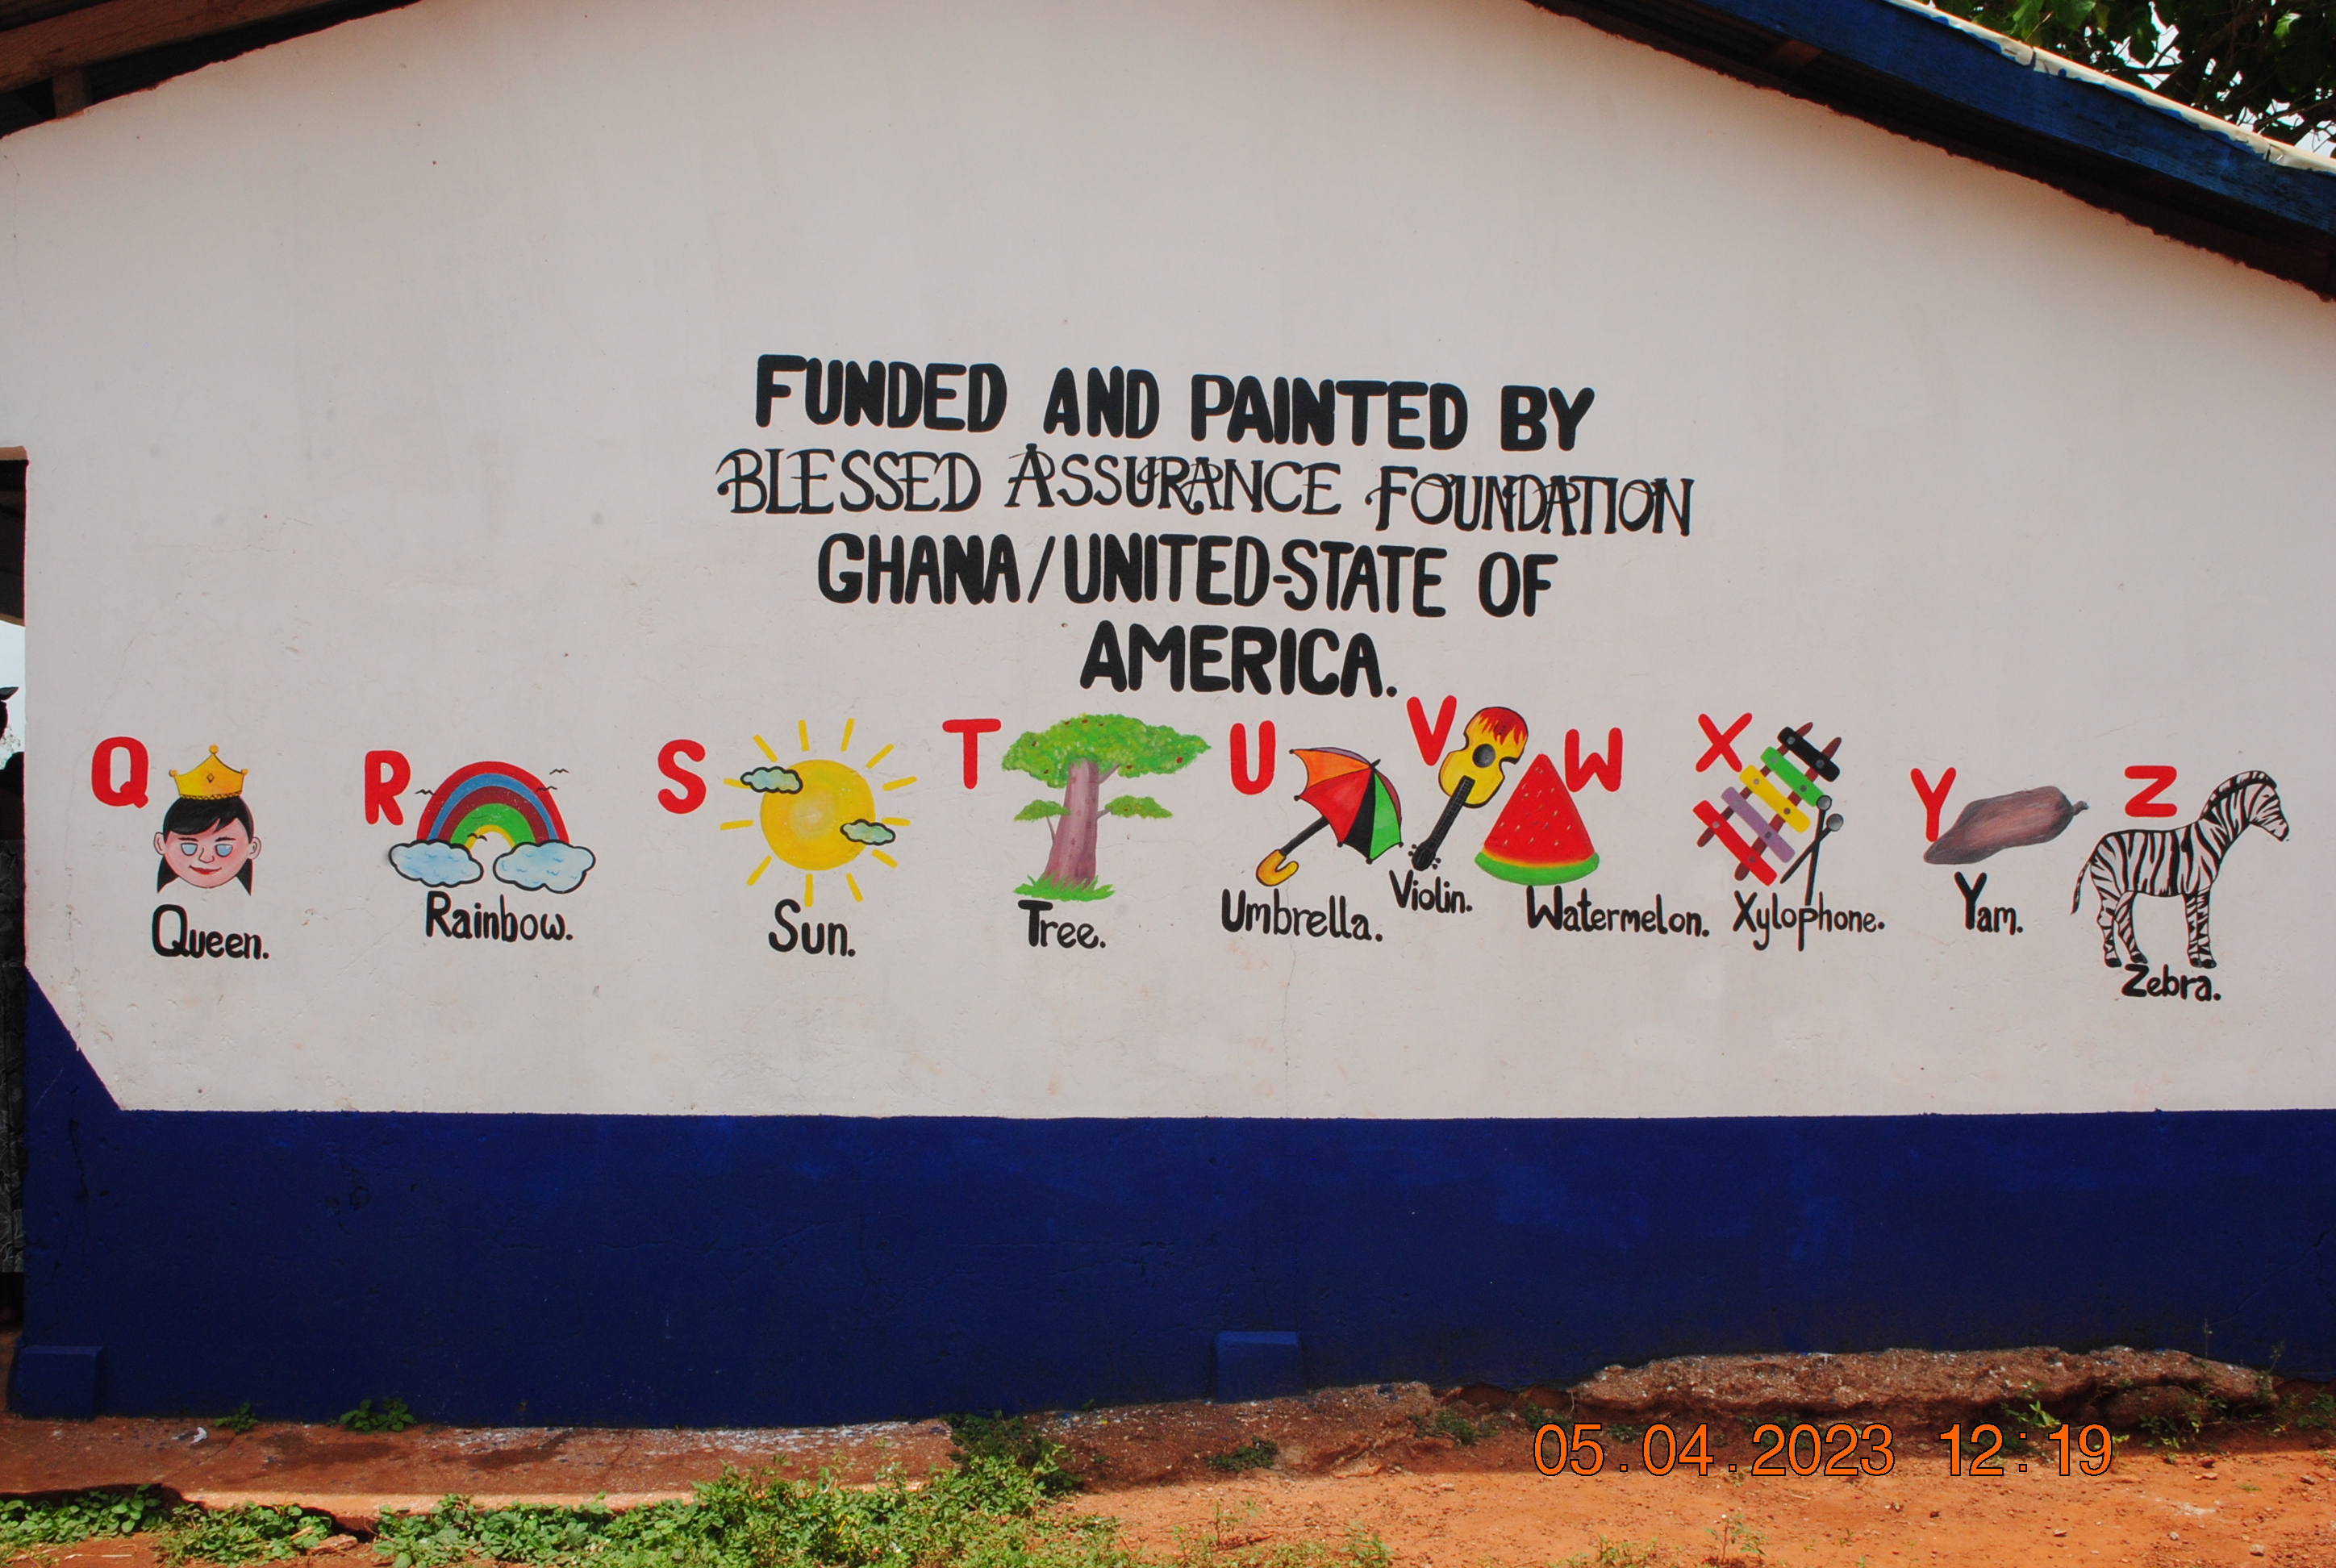 FUNDED AND PAINTED BY
BLESSED ASSURANCE FOUNDATION
GHANA/UNITED-STATE OF
AMERICA.
Q R S T U V W X Y Z
Queen. Rainbow. Sun. Tree. Umbrella. Violin. Watermelon. Xylophone. Yam. Zebra.
05.04.2023 12:19